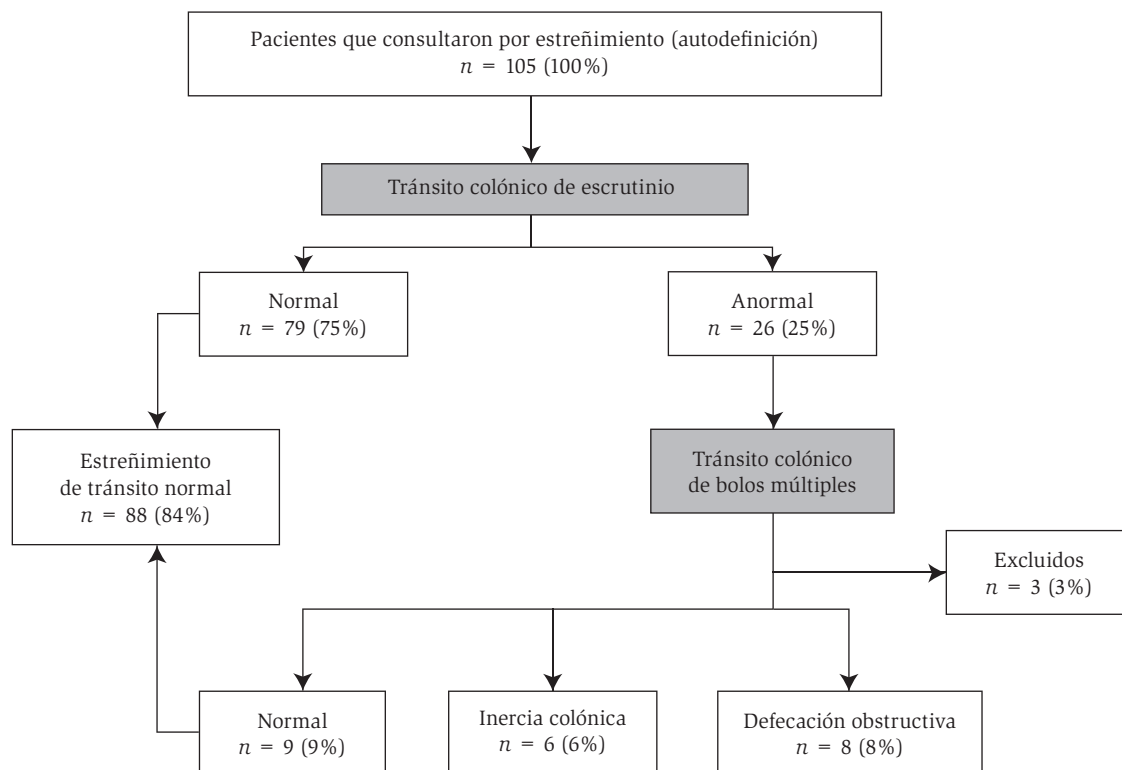 Pacientes que consultaron por estreñimiento (autodefinición)
n = 105 (100%)
Tránsito colónico de escrutinio
Normal
n = 79 (75%)
Anormal
n = 26 (25%)
Estreñimiento
de tránsito normal
n = 88 (84%)
Tránsito colónico
de bolos múltiples
Excluidos
n = 3 (3%)
Normal
n = 9 (9%)
Inercia colónica
n = 6 (6%)
Defecación obstructiva
n = 8 (8%)